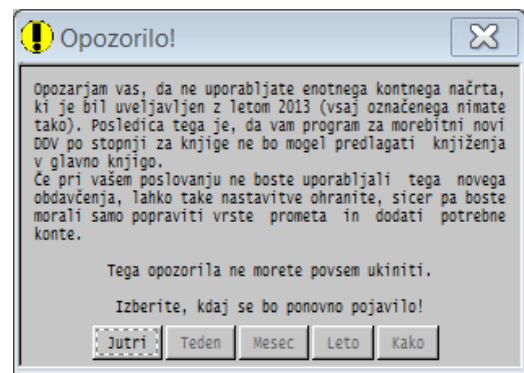 Opozorilo!
Opozarjam vas, da ne uporabljate enotnega kontnega načrta,
ki je bil uveljavljen z letom 2013 (vsaj označenega nimate
tako). Posledica tega je, da vam program za morebitni novi
DDV po stopnji za knjige ne bo mogel predlagati knjiženja
v glavno knjigo.
Če pri vašem poslovanju ne boste uporabljali tega novega
obdavčenja, lahko take nastavitve ohranite, sicer pa boste
morali samo popraviti vrste prometa in dodati potrebne
konte.
Tega opozorila ne morete povsem ukiniti.
Izberite, kdaj se bo ponovno pojavilo!
Jutri Teden Mesec Leto Kako